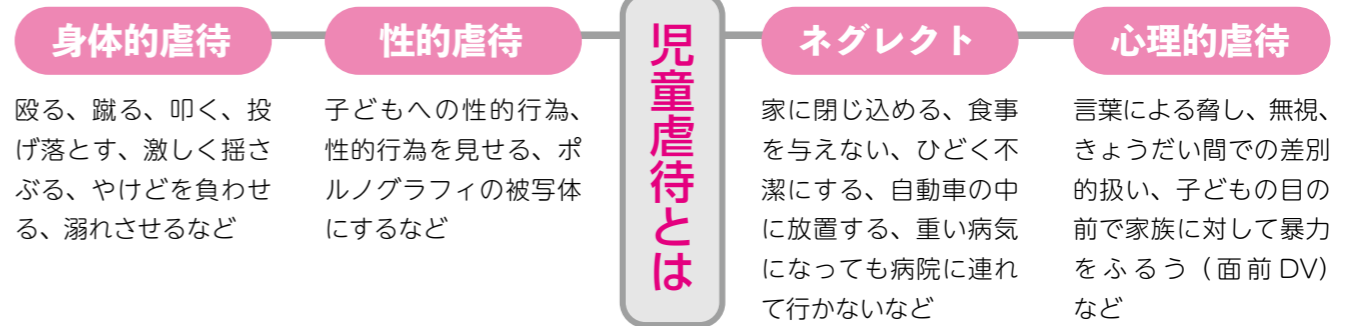 児童虐待とは
身体的虐待
殴る、蹴る、叩く、投
げ落とす、激しく揺さ
ぶる、やけどを負わせ
る、溺れさせるなど
性的虐待
子どもへの性的行為、
性的行為を見せる、ポ
ルノグラフィの被写体
にするなど
ネグレクト
家に閉じ込める、食事
を与えない、ひどく不
潔にする、自動車の中
に放置する、重い病気
になっても病院に連れ
て行かないなど
心理的虐待
言葉による脅し、無視、
きょうだい間での差別
的扱い、子どもの目の
前で家族に対して暴力
をふるう（面前DV）
など